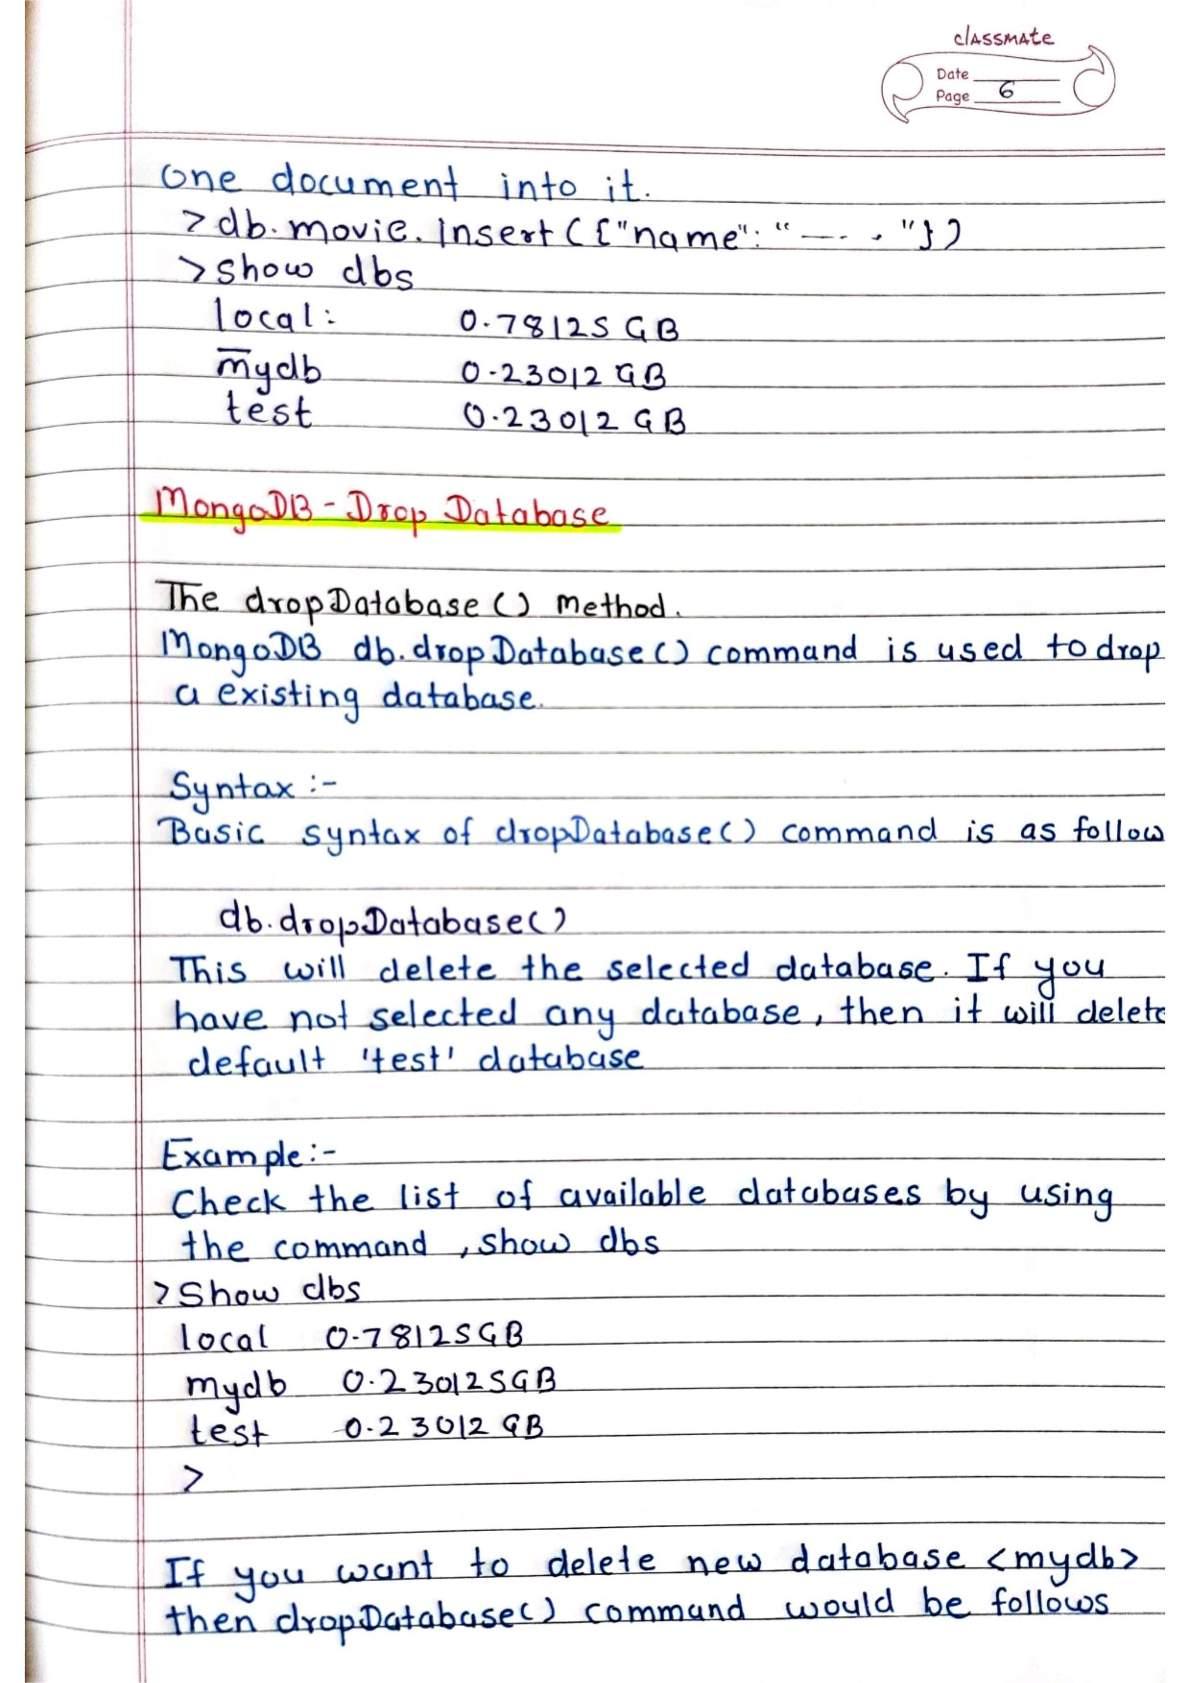 classmate
Date
Page 6
one document into it.
>db.movie.insert({"name": "--- . "})
>show dbs
local: 0.78125 GB
mydb 0.23012 GB
test 0.23012 GB
MongoDB - Drop Database
The dropDatabase() Method.
MongoDB db.dropDatabase() command is used to drop
a existing database.
Syntax :-
Basic syntax of dropDatabase() command is as follow
db.dropDatabase()
This will delete the selected database. If you
have not selected any database, then it will delete
default 'test' database
Example:-
Check the list of available databases by using
the command , show dbs
>Show dbs
local 0.78125GB
mydb 0.230125GB
test 0.23012 GB
>
If you want to delete new database <mydb>
then dropDatabase() command would be follows